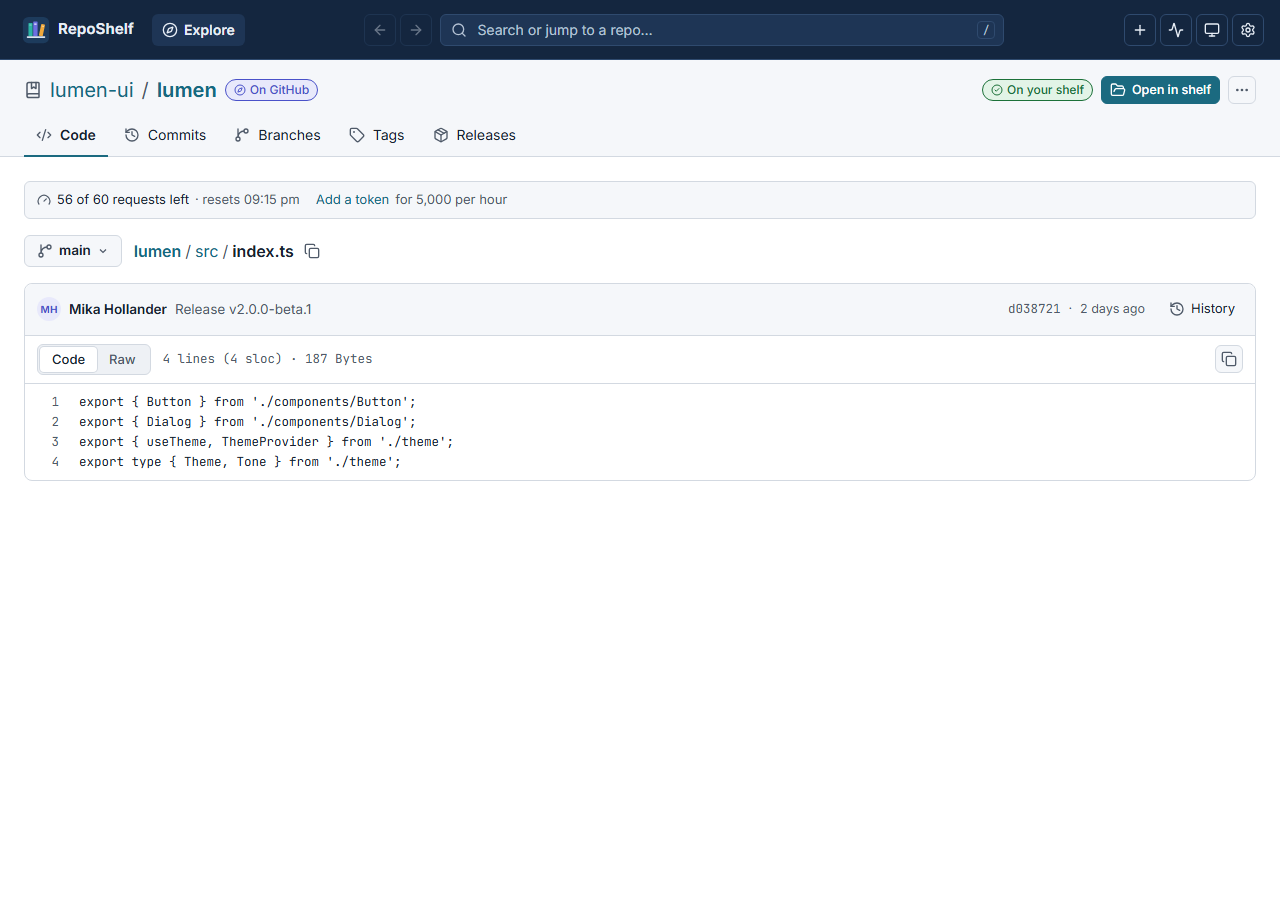 RepoShelf
Explore
Search or jump to a repo...
/
lumen-ui / lumen
On GitHub
On your shelf
Open in shelf
Code
Commits
Branches
Tags
Releases
56 of 60 requests left · resets 09:15 pm Add a token for 5,000 per hour
main
lumen / src / index.ts
MH Mika Hollander Release v2.0.0-beta.1
d038721 · 2 days ago
History
Code
Raw
4 lines (4 sloc) · 187 Bytes
1 export { Button } from './components/Button';
2 export { Dialog } from './components/Dialog';
3 export { useTheme, ThemeProvider } from './theme';
4 export type { Theme, Tone } from './theme';